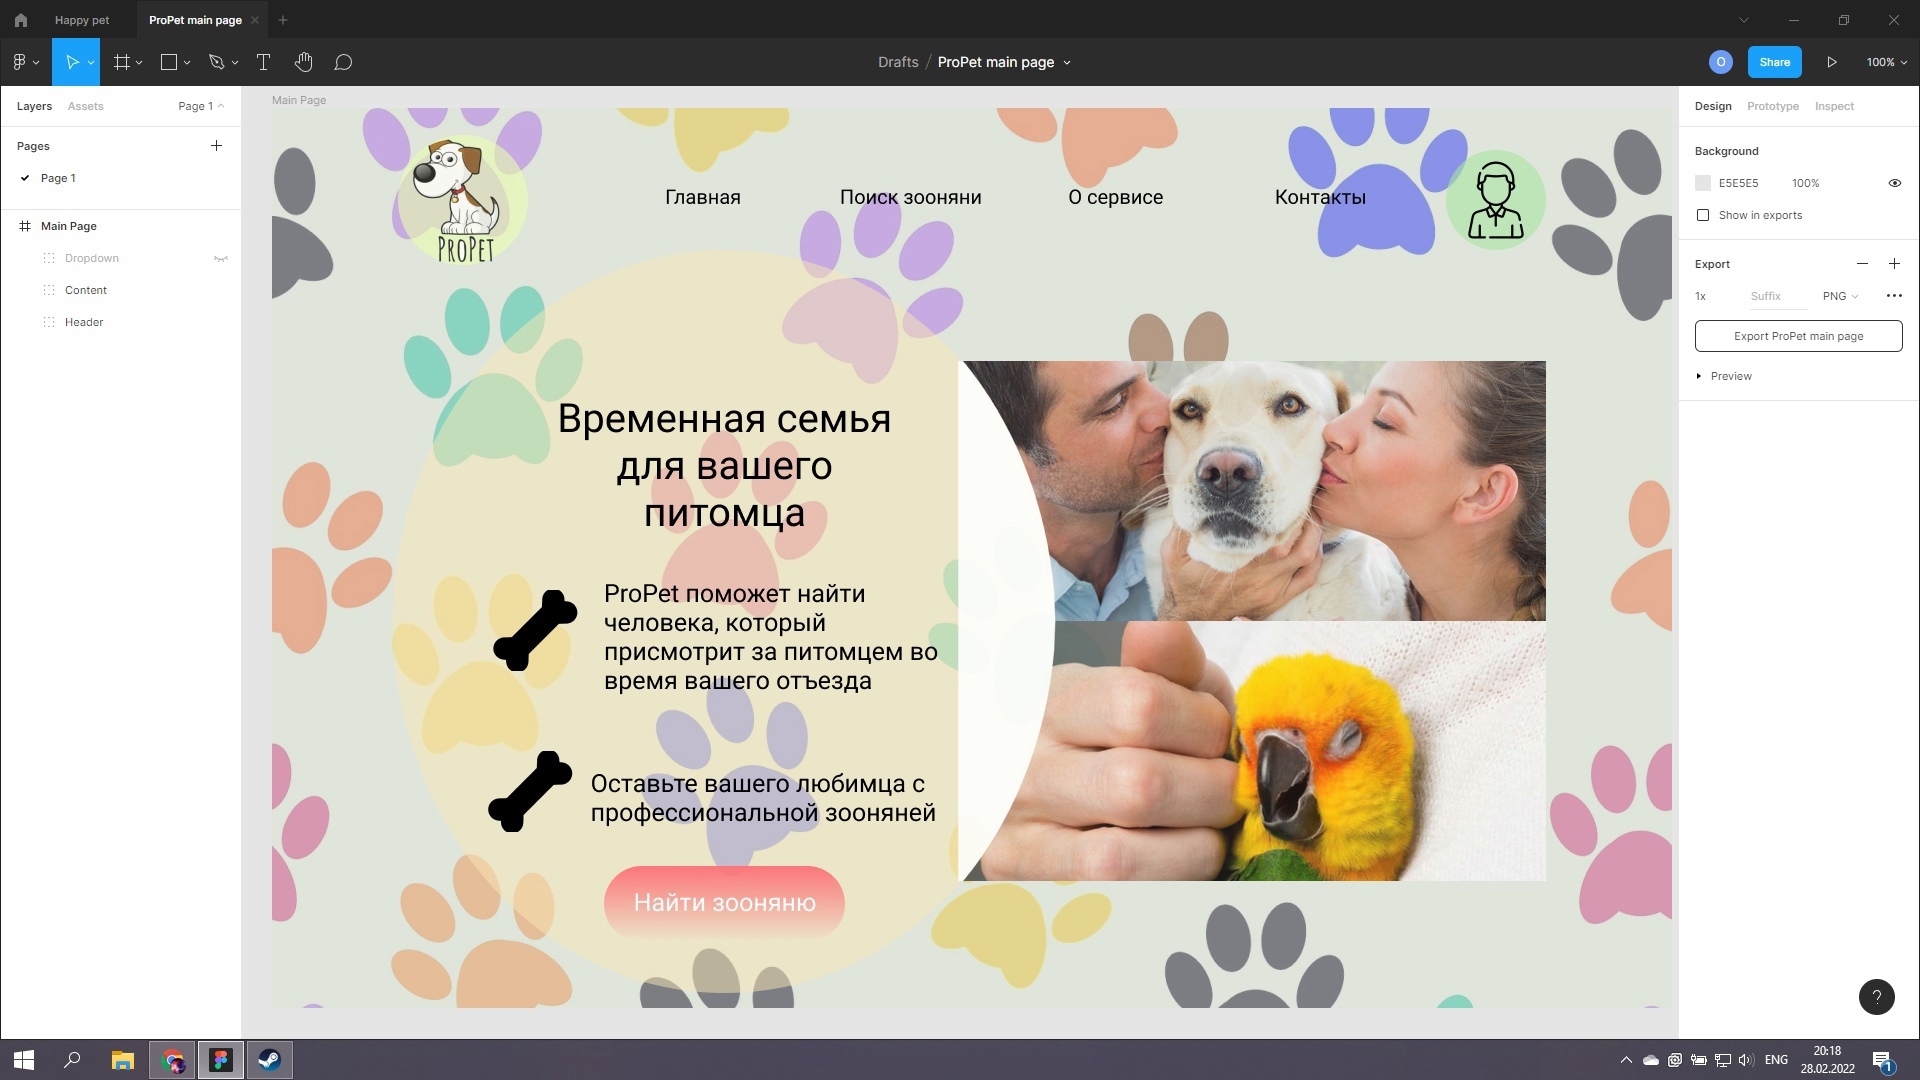 Happy pet
ProPet main page
Drafts / ProPet main page
O
Share
100%
Layers
Assets
Page 1
Pages
Page 1
Main Page
Dropdown
Content
Header
Main Page
PROPET
Главная
Поиск зооняни
О сервисе
Контакты
Временная семья
для вашего
питомца
ProPet поможет найти
человека, который
присмотрит за питомцем во
время вашего отъезда
Оставьте вашего любимца с
профессиональной зооняней
Найти зооняню
Design
Prototype
Inspect
Background
E5E5E5
100%
Show in exports
Export
1x
Suffix
PNG
Export ProPet main page
Preview
?
ENG
20:18
28.02.2022
1